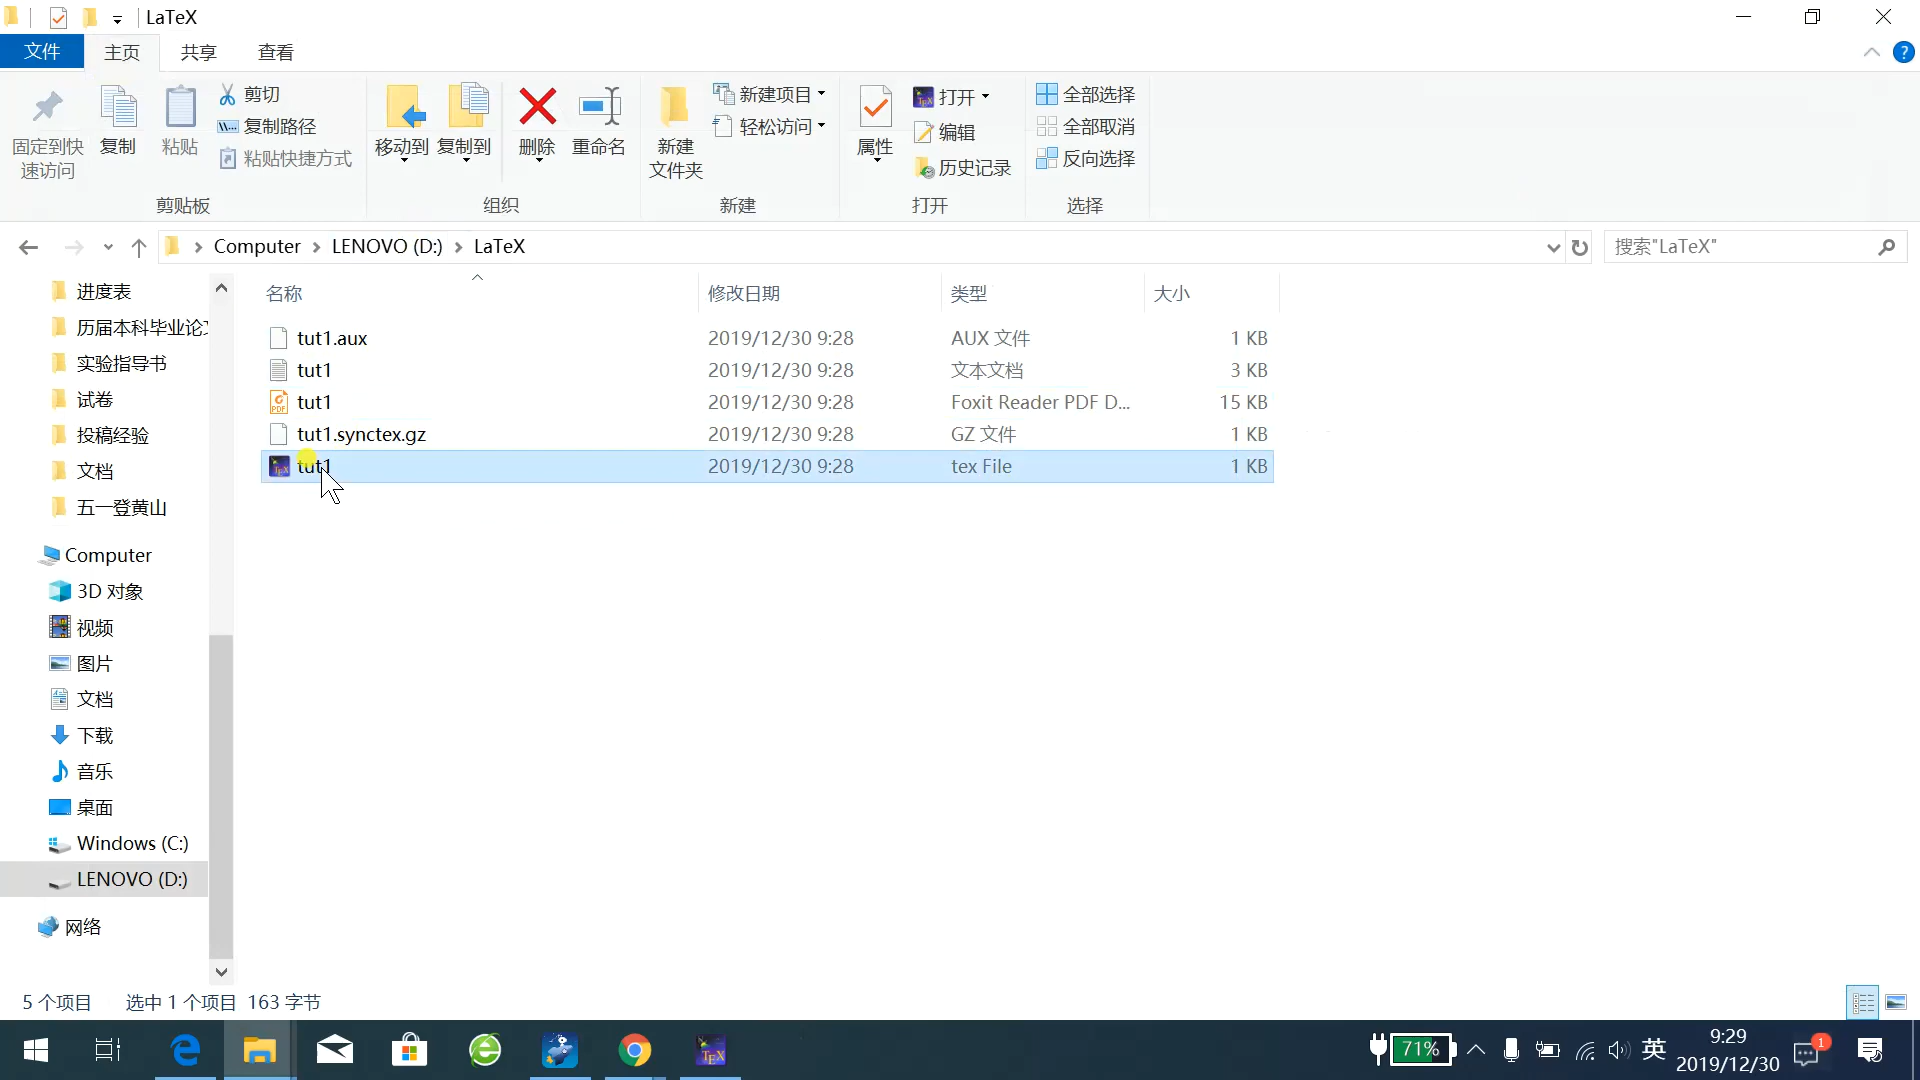 LaTeX
文件
主页
共享
查看
固定到快
速访问
复制
粘贴
剪切
复制路径
粘贴快捷方式
剪贴板
移动到
复制到
删除
重命名
组织
新建
文件夹
新建项目
轻松访问
新建
属性
打开
编辑
历史记录
打开
全部选择
全部取消
反向选择
选择
Computer
LENOVO (D:)
LaTeX
搜索"LaTeX"
名称
修改日期
类型
大小
tut1.aux 2019/12/30 9:28 AUX 文件 1 KB
tut1 2019/12/30 9:28 文本文档 3 KB
tut1 2019/12/30 9:28 Foxit Reader PDF D... 15 KB
tut1.synctex.gz 2019/12/30 9:28 GZ 文件 1 KB
tut1 2019/12/30 9:28 tex File 1 KB
进度表
历届本科毕业论
实验指导书
试卷
投稿经验
文档
五一登黄山
Computer
3D 对象
视频
图片
文档
下载
音乐
桌面
Windows (C:)
LENOVO (D:)
网络
5 个项目 选中 1 个项目 163 字节
71%
英
9:29
2019/12/30
1